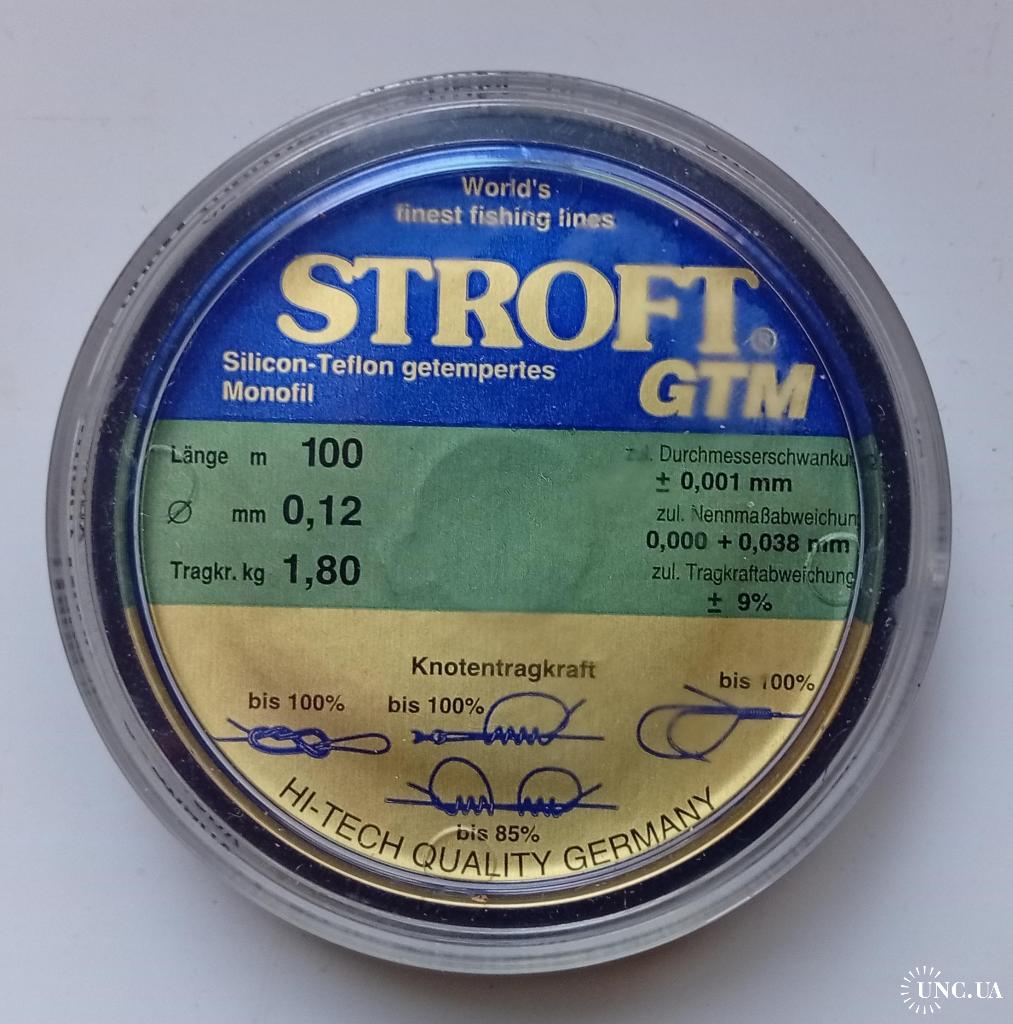 World's
finest fishing lines
STROFT®
GTM
Silicon-Teflon getempertes
Monofil
Länge m 100
Ø mm 0,12
Tragkr. kg 1,80
Durchmesserschwankung
± 0,001 mm
zul. Nennmaßabweichun
0,000 + 0,038 mm
zul. Tragkraftabweichung
± 9%
Knotentragkraft
bis 100%
bis 100%
bis 100%
bis 85%
HI-TECH QUALITY GERMANY
UNC.UA